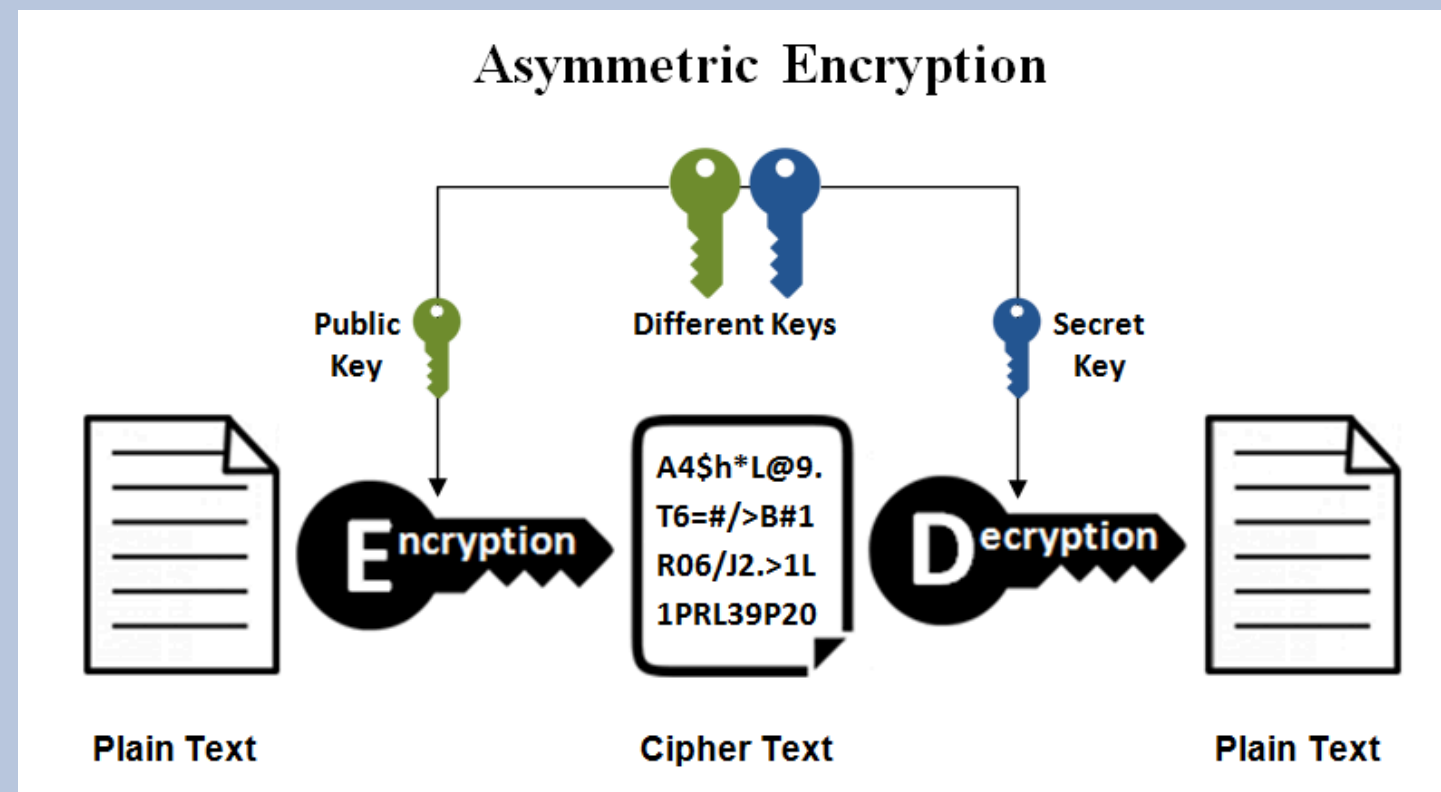 Asymmetric Encryption
Public
Key
Different Keys
Secret
Key
Encryption
A4$h*L@9.
T6=#/>B#1
R06/J2.>1L
1PRL39P20
Decryption
Plain Text
Cipher Text
Plain Text